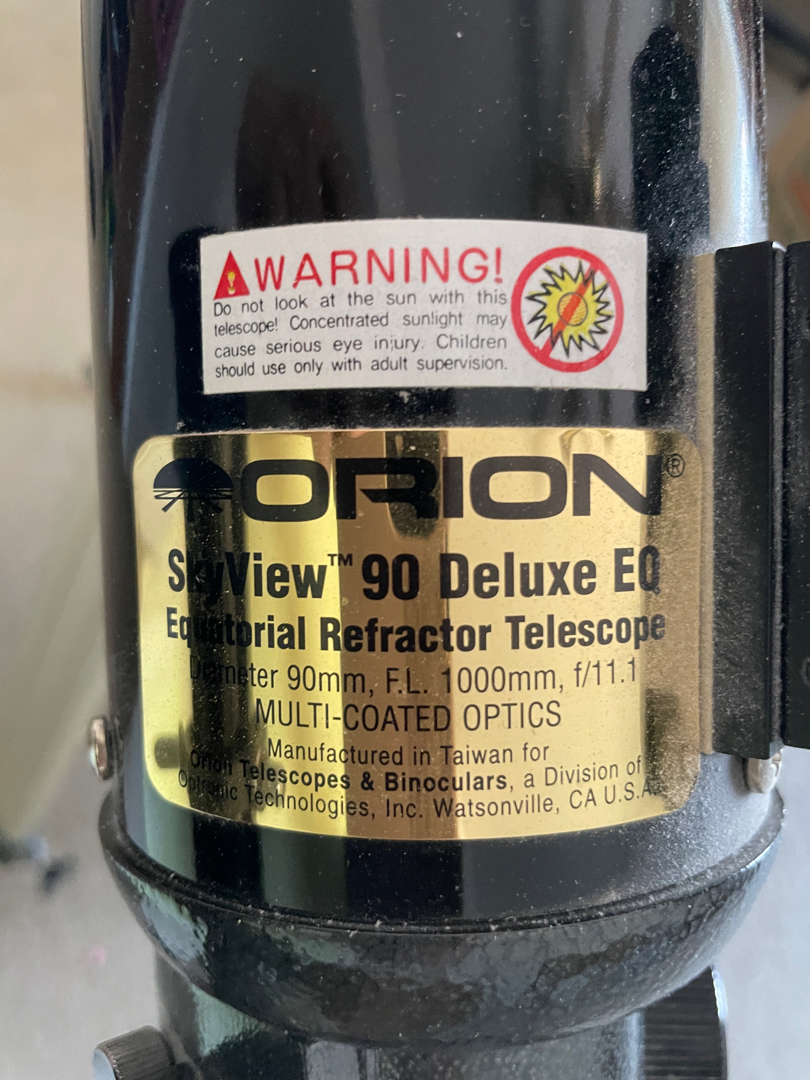 WARNING!
Do not look at the sun with this
telescope! Concentrated sunlight may
cause serious eye injury. Children
should use only with adult supervision.
ORION®
SkyView™ 90 Deluxe EQ
Equatorial Refractor Telescope
Diameter 90mm, F.L. 1000mm, f/11.1
MULTI-COATED OPTICS
Manufactured in Taiwan for
Orion Telescopes & Binoculars, a Division of
Optronic Technologies, Inc. Watsonville, CA U.S.A.